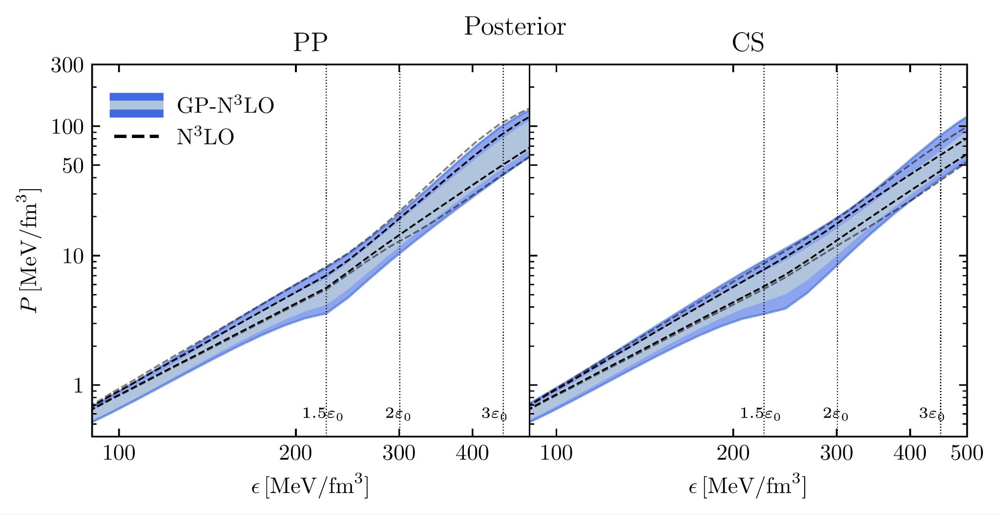 Posterior
PP
CS
300
100
50
10
1
P [MeV/fm³]
GP-N³LO
N³LO
1.5ε₀
2ε₀
3ε₀
1.5ε₀
2ε₀
3ε₀
100
200
300
400
100
200
300
400
500
ϵ [MeV/fm³]
ϵ [MeV/fm³]